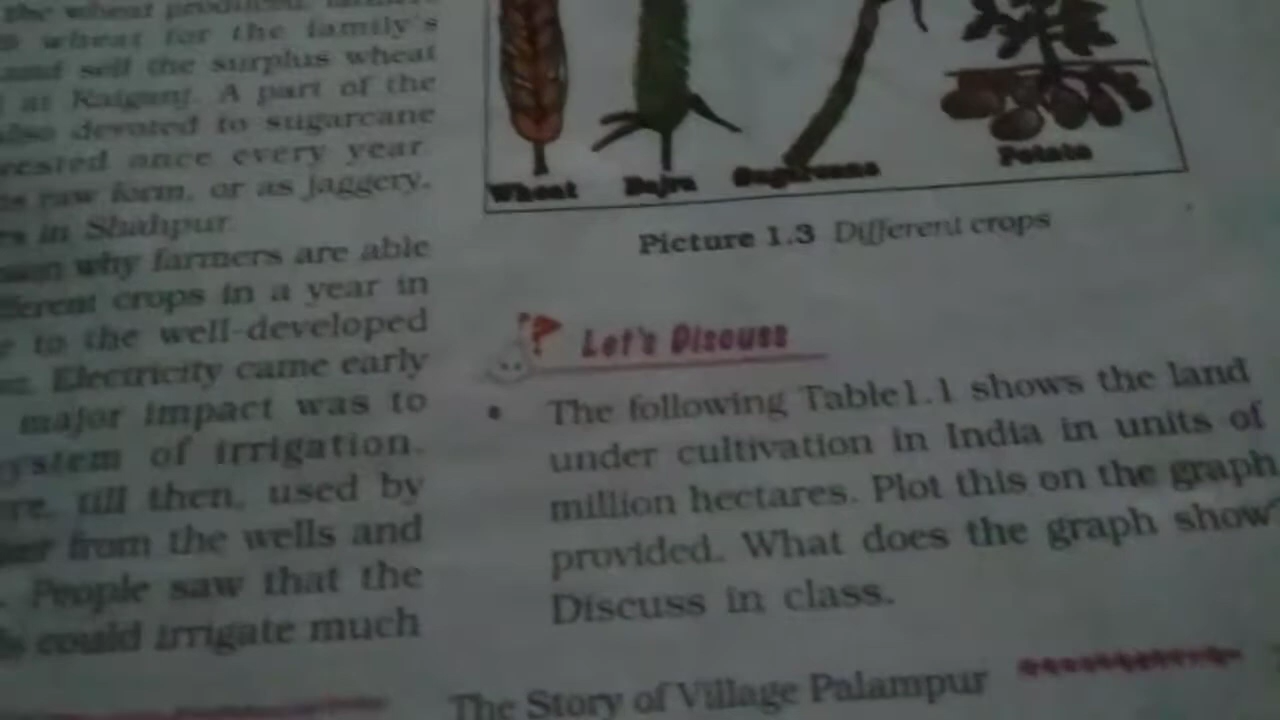 the wheat produced,
wheat for the family's
and sell the surplus wheat
at Raiganj. A part of the
also devoted to sugarcane
once every year
raw form, or as jaggery,
in Shahpur
why farmers are able
crops in a year in
to the well-developed
Electricity came early
major impact was to
of irrigation.
till then, used by
from the wells and
People saw that the
could irrigate much
Wheat Bajra Sugarcane Potato
Picture 1.3 Different crops
? Let's Discuss
• The following Table1.1 shows the land
under cultivation in India in units of
million hectares. Plot this on the graph
provided. What does the graph show?
Discuss in class.
The Story of Village Palampur